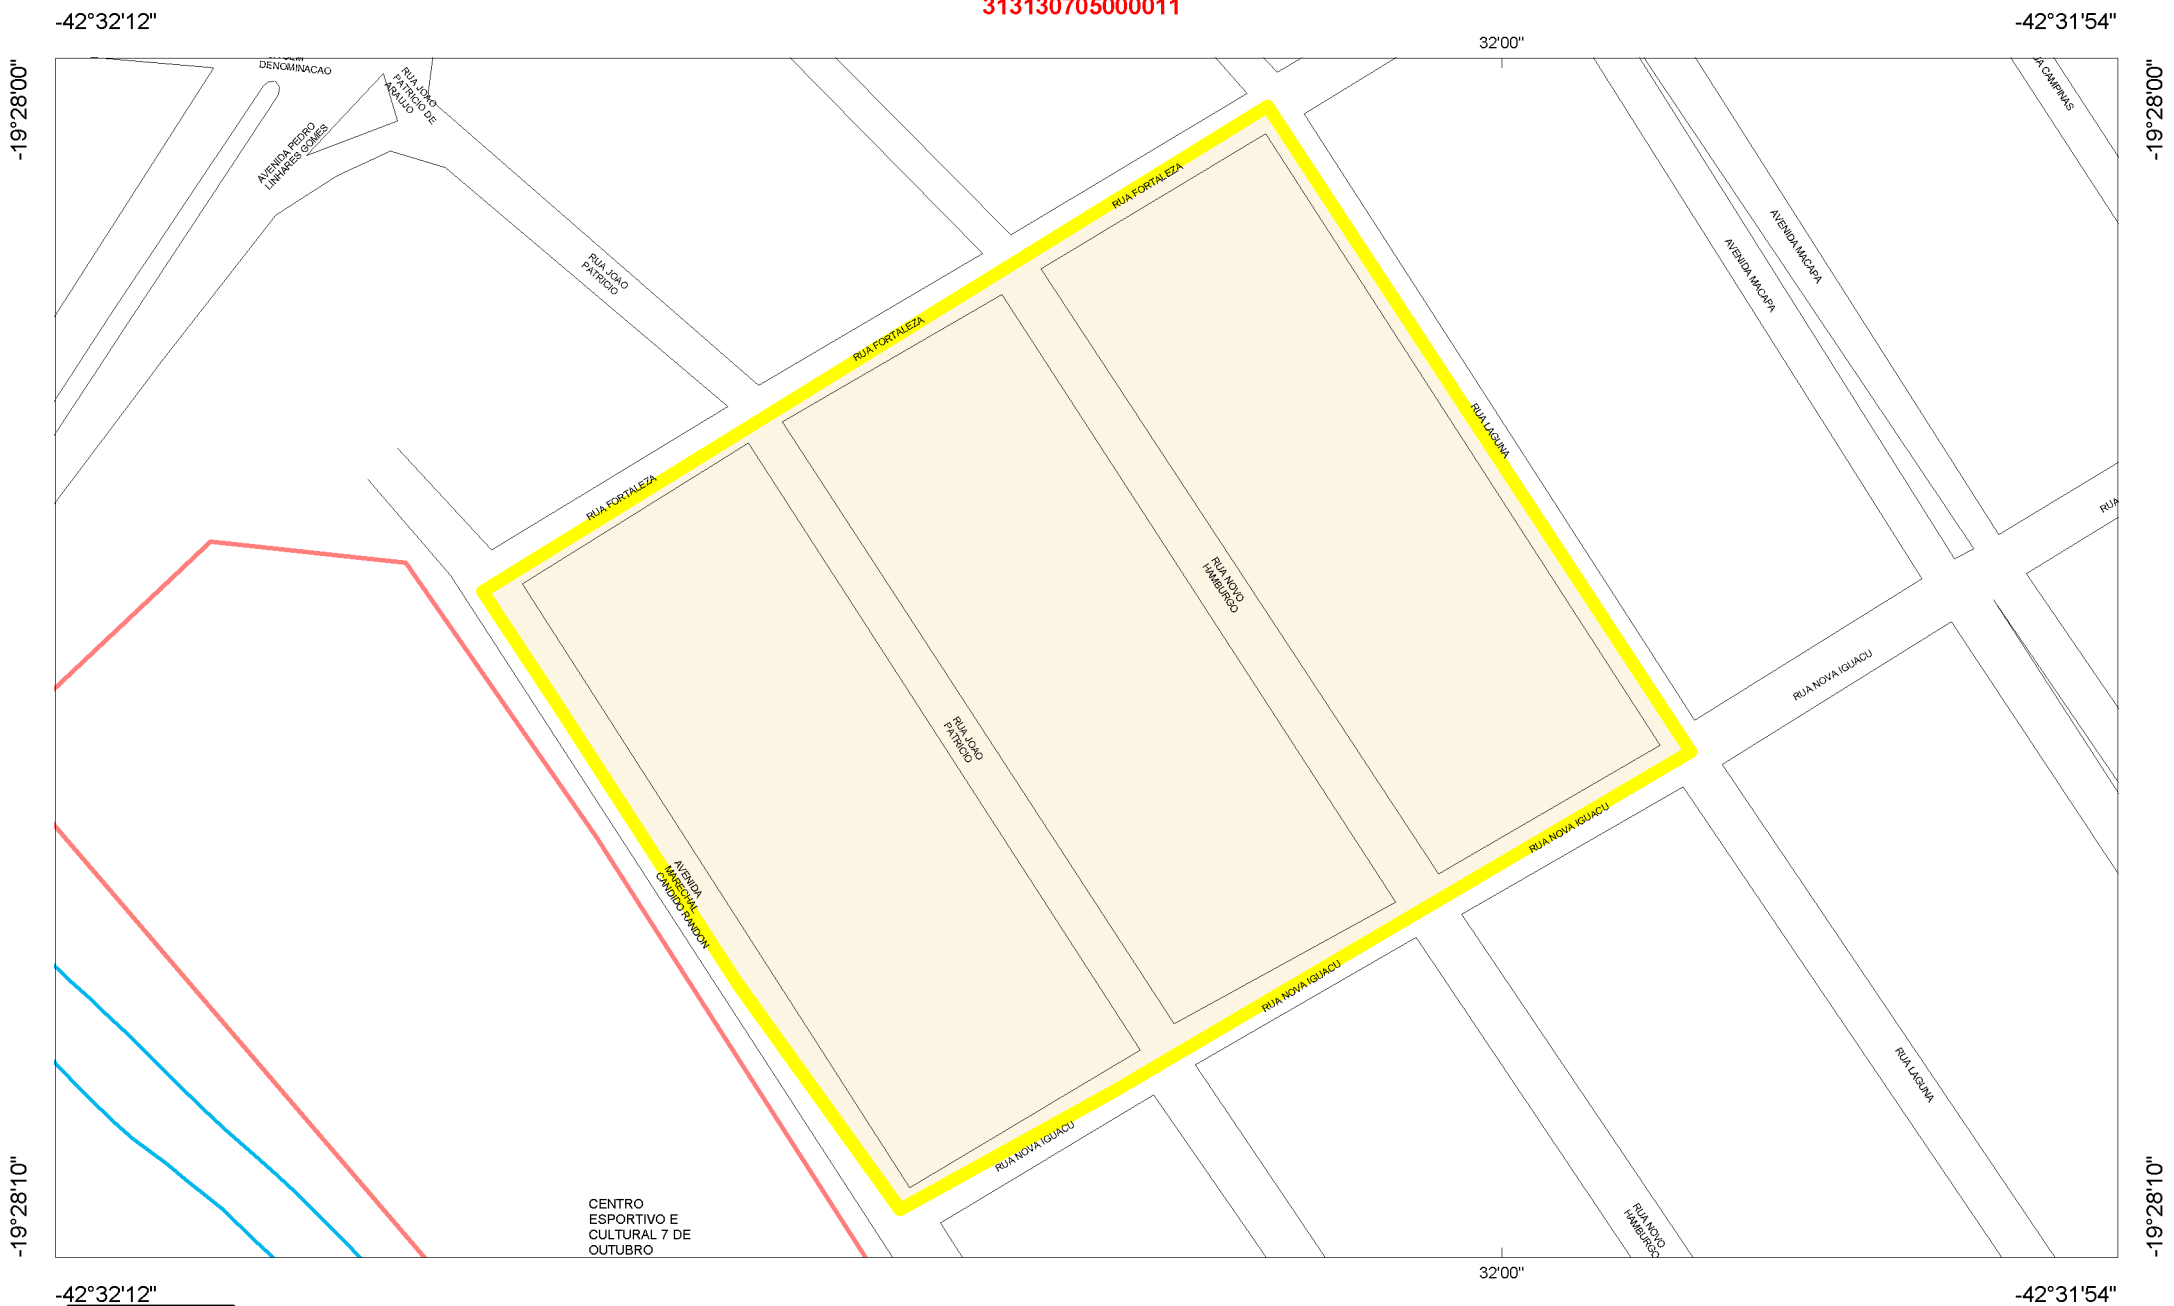 313130705000011
-42°32'12"
-42°31'54"
32'00"
-19°28'00"
-19°28'00"
DENOMINACAO
RUA JOAO
PATRICIO DE
ARAUJO
AVENIDA PEDRO
LINHARES GOMES
RUA CAMPINAS
RUA FORTALEZA
AVENIDA MACAPA
AVENIDA MACAPA
RUA JOAO
PATRICIO
RUA FORTALEZA
RUA LAGUNA
RUA FORTALEZA
RUA
RUA NOVO
HAMBURGO
RUA NOVA IGUACU
RUA JOAO
PATRICIO
RUA NOVA IGUACU
AVENIDA
MARECHAL
CANDIDO RANDON
RUA NOVA IGUACU
RUA LAGUNA
RUA NOVA IGUACU
CENTRO
ESPORTIVO E
CULTURAL 7 DE
OUTUBRO
RUA NOVO
HAMBURGO
-19°28'10"
-19°28'10"
32'00"
-42°32'12"
-42°31'54"